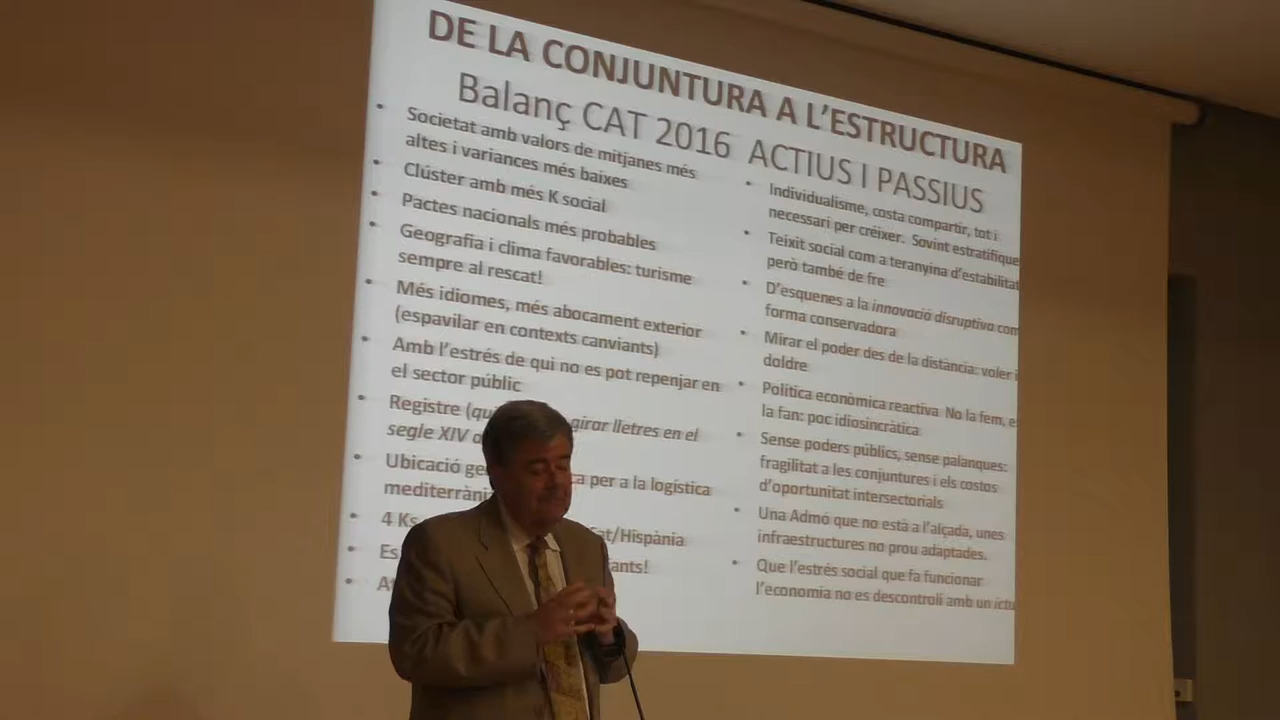 DE LA CONJUNTURA A L'ESTRUCTURA
Balanç CAT 2016 ACTIUS I PASSIUS
• Societat amb valors de mitjanes més
altes i variances més baixes
• Clúster amb més K social
• Pactes nacionals més probables
• Geografia i clima favorables: turisme
sempre al rescat!
• Més idiomes, més abocament exterior
(espavilar en contexts canviants)
• Amb l'estrés de qui no es pot repenjar en
el sector públic
• Registre girar lletres en el
segle XIV
• Ubicació per a la logística
• 4 Ks
• Individualisme, costa compartir, tot i
necessari per crèixer. Sovint
• Teixit social com a teranyina
però també de fre
• D'esquenes a la innovació disruptiva
forma conservadora
• Mirar el poder des de la distància: voler i
doldre
• Política econòmica reactiva No la fem,
la fan: poc idiosincràtica
• Sense poders públics, sense palanques:
fragilitat a les conjuntures i els costos
d'oportunitat intersectorials
• Una Admó que no està a l'alçada, unes
infraestructures no prou adaptades.
• Que l'estrés social que fa funcionar
l'economia no es descontroli amb un